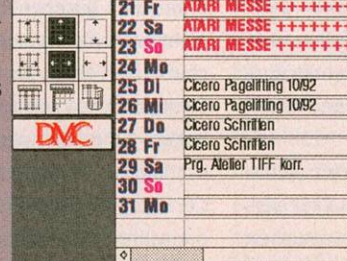 21 Fr ATARI MESSE +++++++
22 Sa ATARI MESSE +++++++
23 So ATARI MESSE +++++++
24 Mo
25 Di Cicero Pagelifting 10/92
26 Mi Cicero Pagelifting 10/92
27 Do Cicero Schriften
28 Fr Cicero Schriften
29 Sa Prg. Atelier TIFF korr.
30 So
31 Mo
DMC